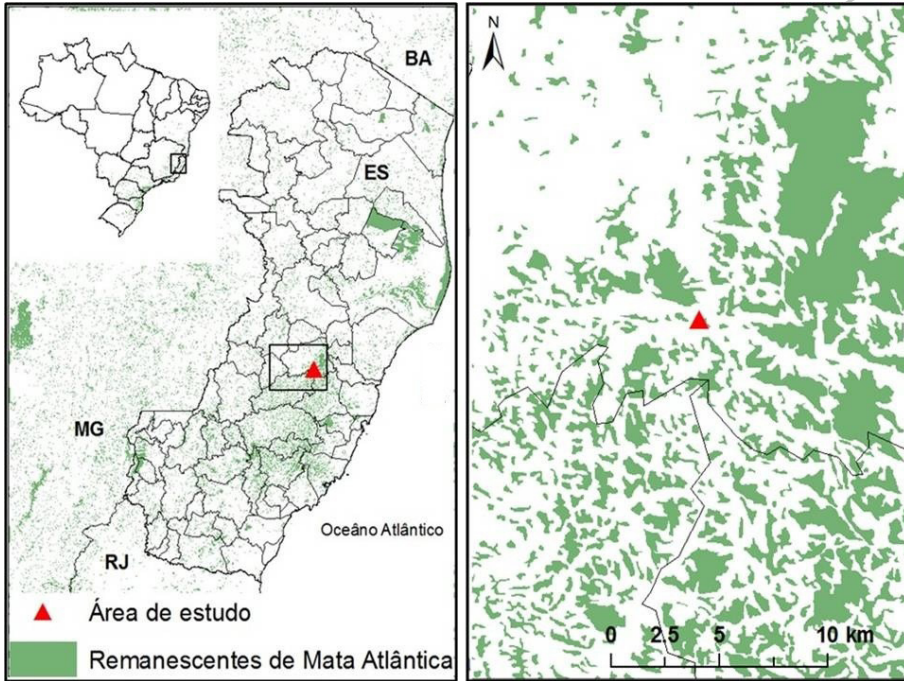 BA
ES
MG
Oceâno Atlântico
RJ
Área de estudo
Remanescentes de Mata Atlântica
N
0 2.5 5 10 km